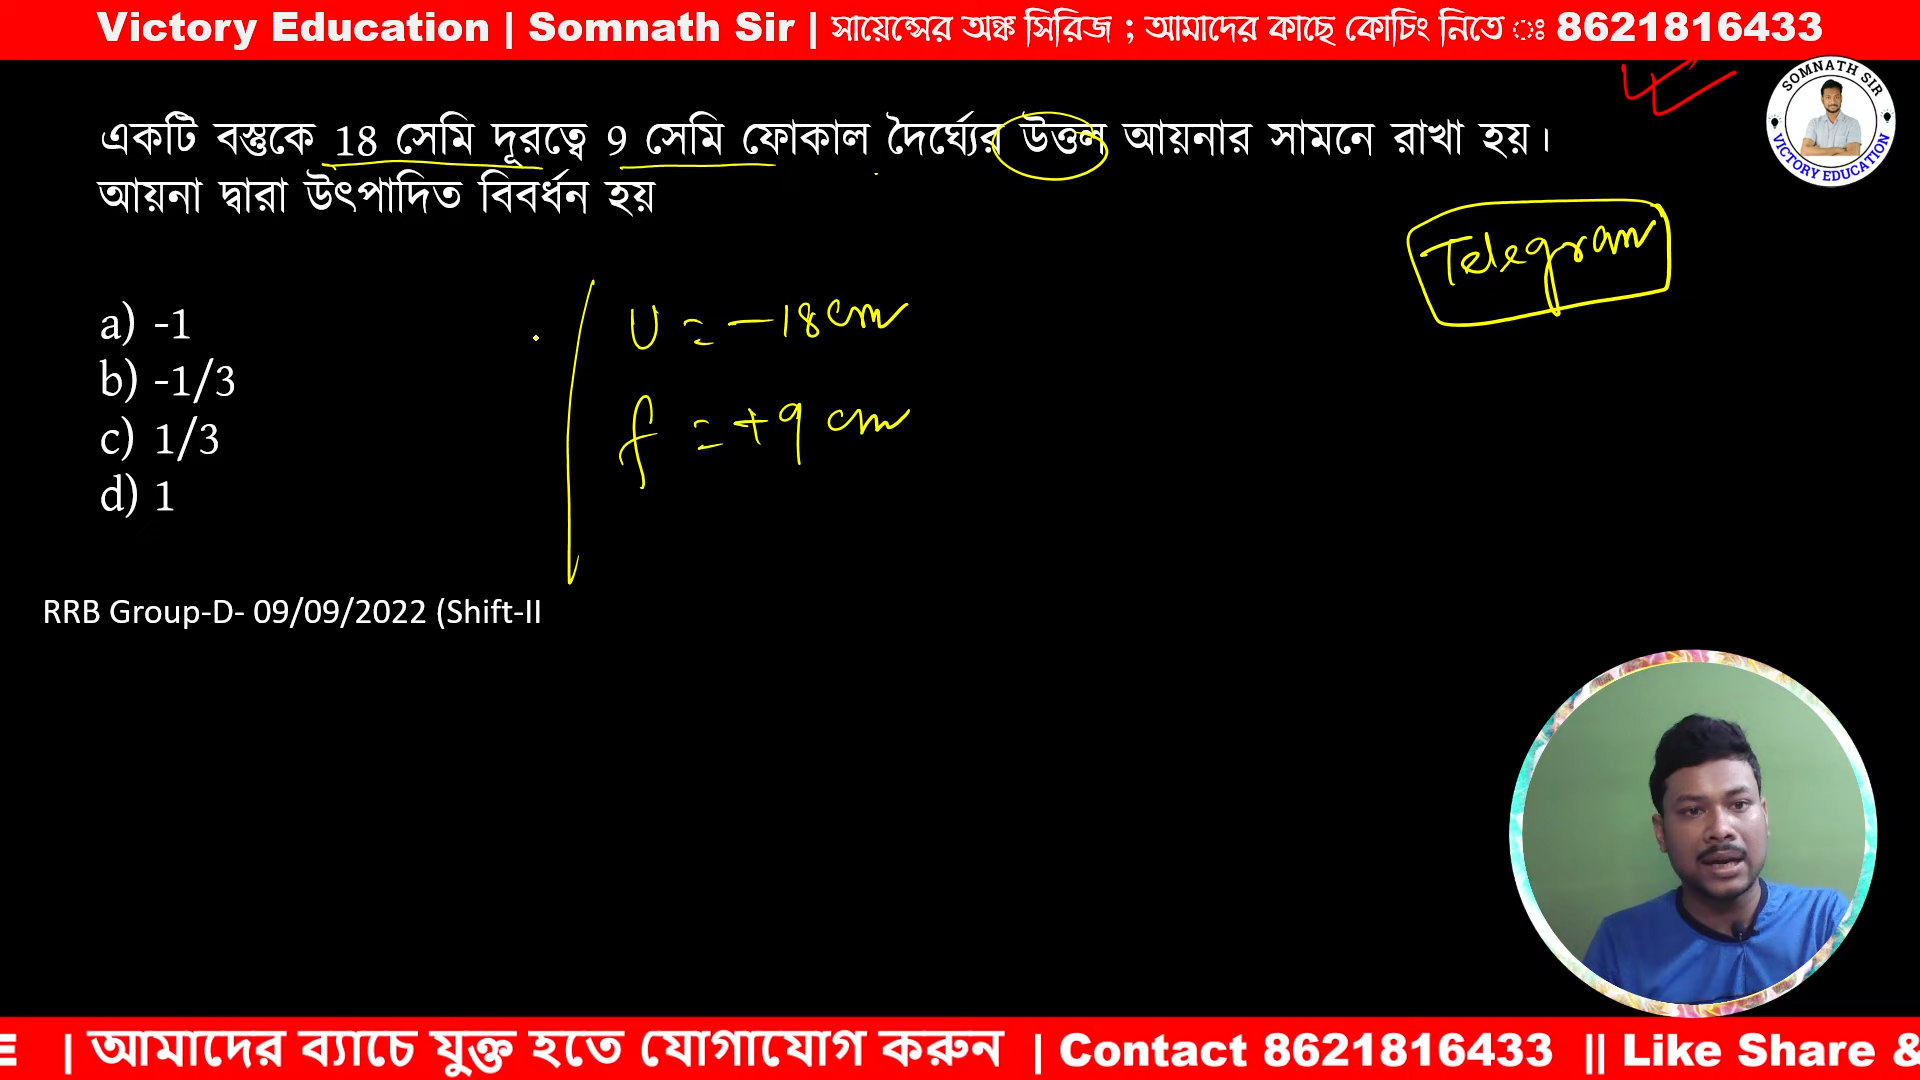 Victory Education | Somnath Sir | সায়েন্সের অঙ্ক সিরিজ ; আমাদের কাছে কোচিং নিতে ঃ 8621816433
SOMNATH SIR
VICTORY EDUCATION
একটি বস্তুকে 18 সেমি দূরত্বে 9 সেমি ফোকাল দৈর্ঘ্যের উত্তল আয়নার সামনে রাখা হয়।
আয়না দ্বারা উৎপাদিত বিবর্ধন হয়
Telegram
a) -1
b) -1/3
c) 1/3
d) 1
U = -18 cm
f = +9 cm
RRB Group-D- 09/09/2022 (Shift-II
E | আমাদের ব্যাচে যুক্ত হতে যোগাযোগ করুন | Contact 8621816433 || Like Share &